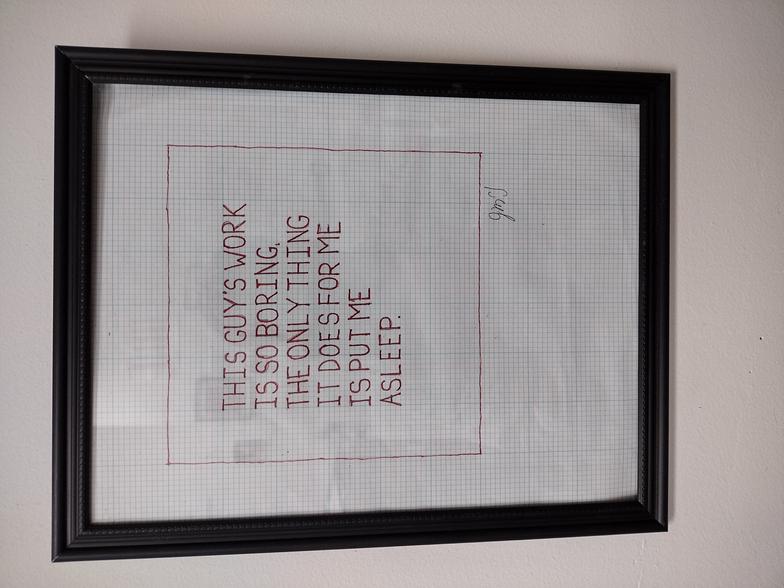 THIS GUY'S WORK
IS SO BORING,
THE ONLY THING
IT DOES FOR ME
IS PUT ME
ASLEEP.